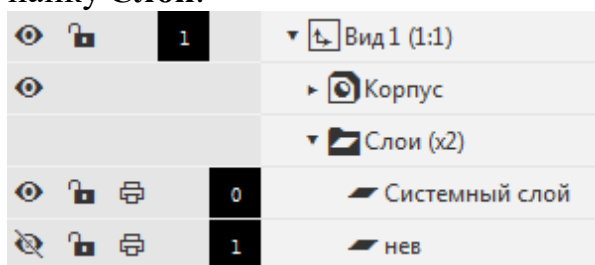 папку Слои.
1 Вид 1 (1:1)
Корпус
Слои (x2)
0 Системный слой
1 нев